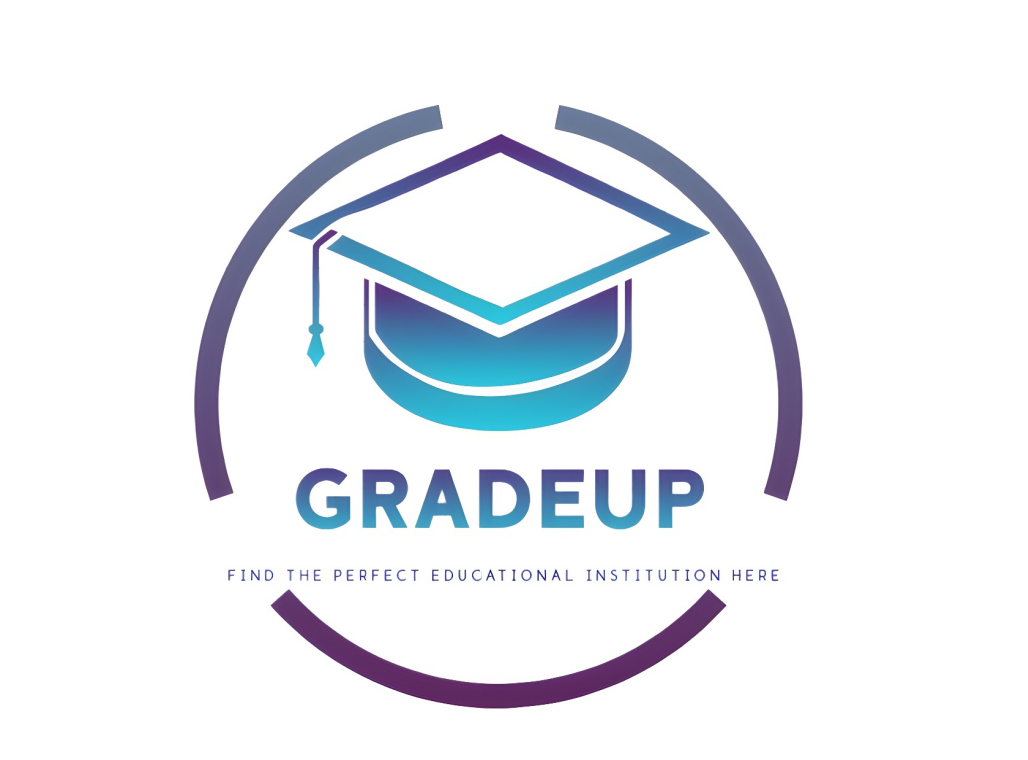 GRADEUP
FIND THE PERFECT EDUCATIONAL INSTITUTION HERE